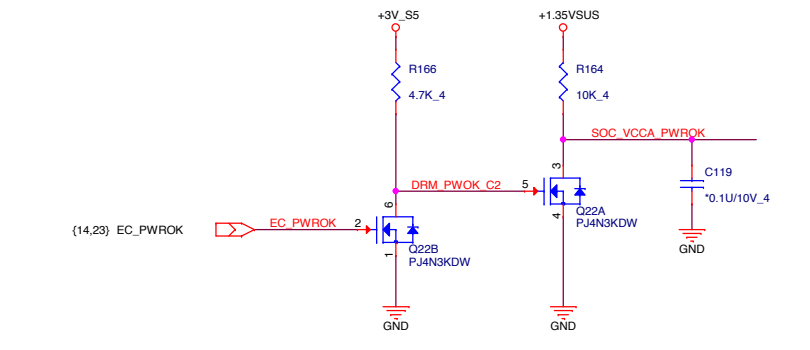 +3V_S5
+1.35VSUS
R166
4.7K_4
R164
10K_4
SOC_VCCA_PWROK
3
DRM_PWOK_C2
5
C119
*0.1U/10V_4
6
4
Q22A
PJ4N3KDW
{14,23} EC_PWROK
EC_PWROK
2
1
Q22B
PJ4N3KDW
GND
GND
GND